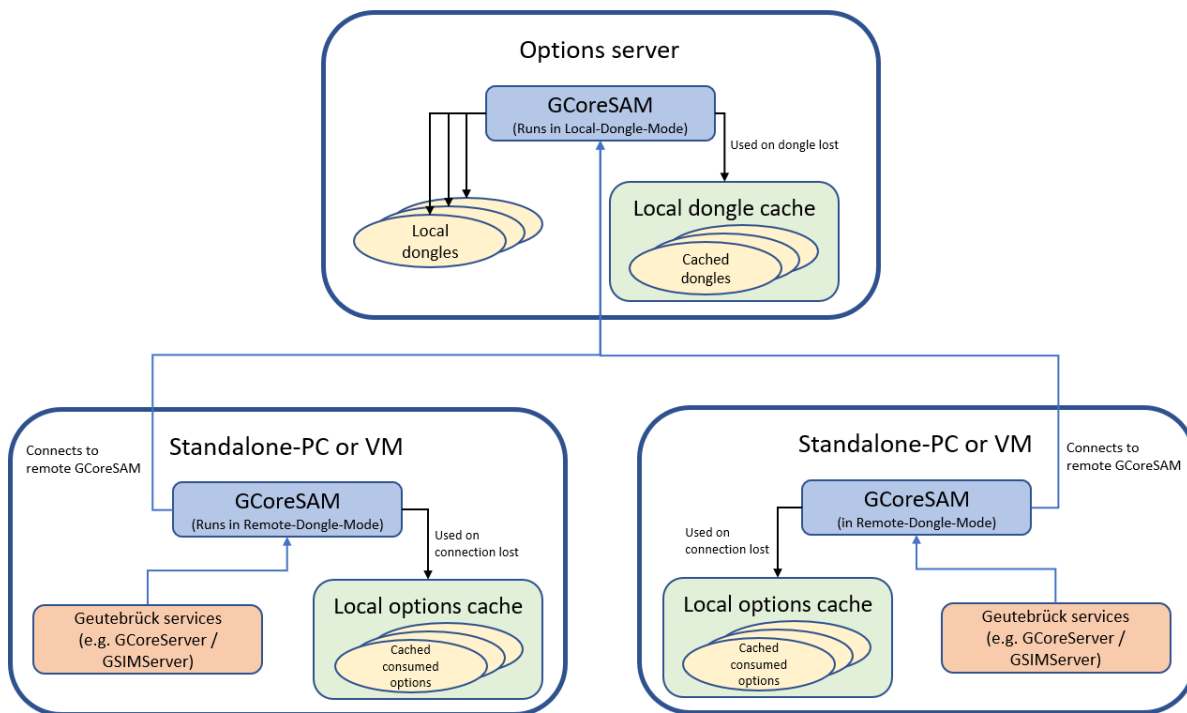 Options server
GCoreSAM
(Runs in Local-Dongle-Mode)
Used on dongle lost
Local
dongles
Local dongle cache
Cached
dongles
Standalone-PC or VM
Connects to
remote GCoreSAM
GCoreSAM
(Runs in Remote-Dongle-Mode)
Used on
connection lost
Geutebrück services
(e.g. GCoreServer /
GSIMServer)
Local options cache
Cached
consumed
options
Standalone-PC or VM
Connects to
remote GCoreSAM
GCoreSAM
(in Remote-Dongle-Mode)
Used on
connection lost
Local options cache
Cached
consumed
options
Geutebrück services
(e.g. GCoreServer /
GSIMServer)